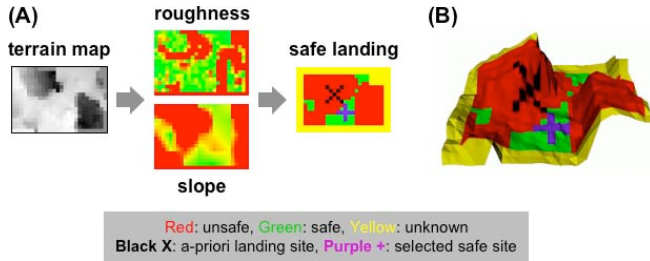 (A)
roughness
(B)
terrain map
safe landing
slope
Red: unsafe, Green: safe, Yellow: unknown
Black X: a-priori landing site, Purple +: selected safe site